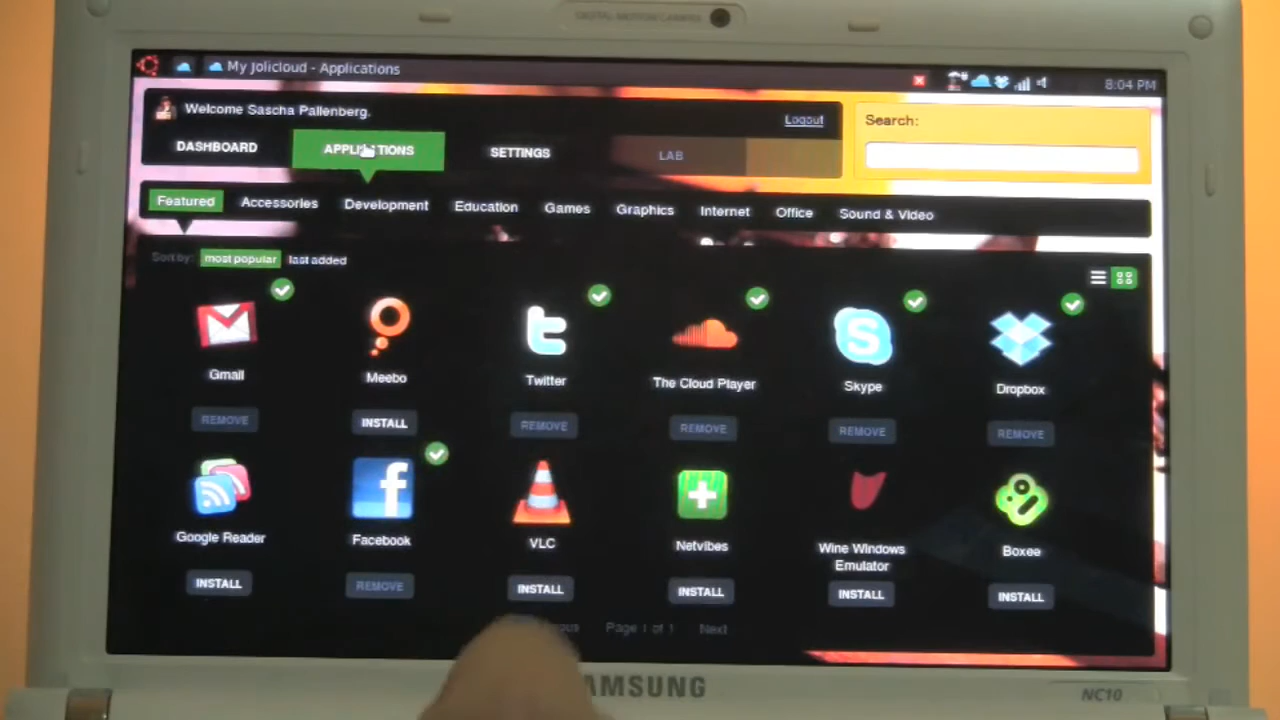 DIGITAL MOTION CAMERA
My Jolicloud - Applications
8:04 PM
Welcome Sascha Pallenberg.
Logout
Search:
DASHBOARD
APPLICATIONS
SETTINGS
LAB
Featured
Accessories
Development
Education
Games
Graphics
Internet
Office
Sound & Video
Sort by:
most popular
last added
Gmail
Meebo
Twitter
The Cloud Player
Skype
Dropbox
REMOVE
INSTALL
REMOVE
REMOVE
REMOVE
REMOVE
Google Reader
Facebook
VLC
Netvibes
Wine Windows
Emulator
Boxee
INSTALL
REMOVE
INSTALL
INSTALL
INSTALL
INSTALL
Page 1 of 1
Next
AMSUNG
NC10